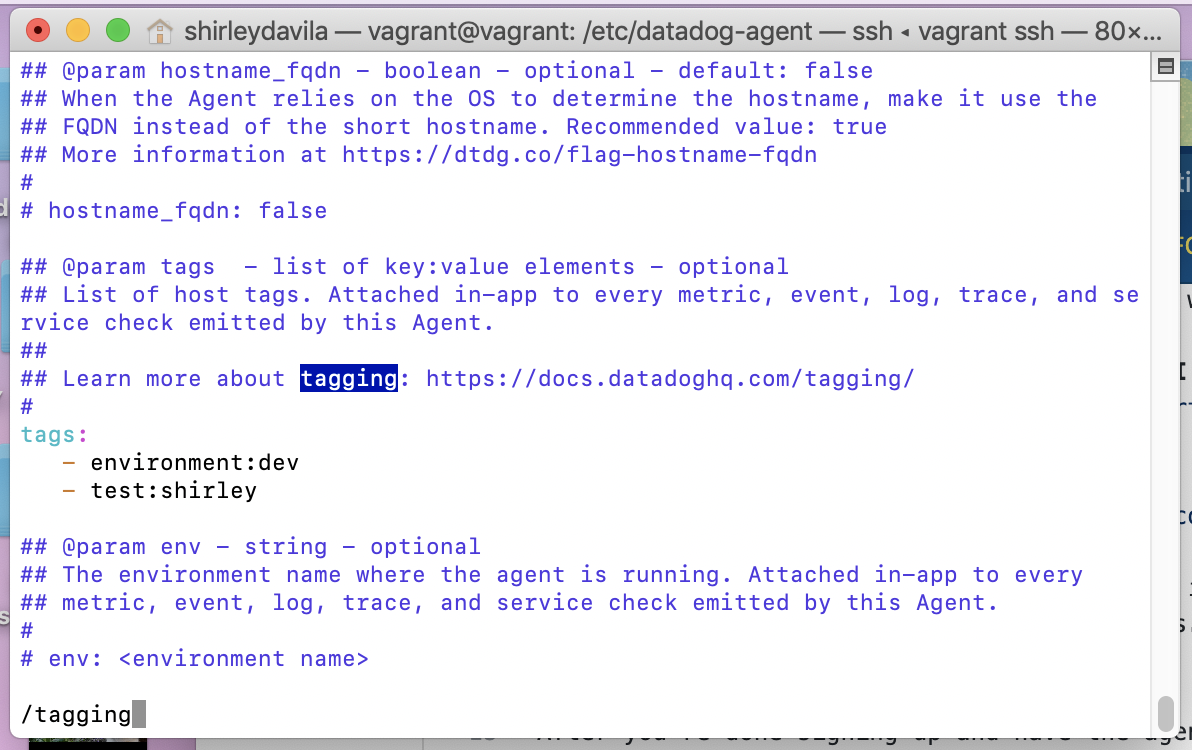 shirleydavila — vagrant@vagrant: /etc/datadog-agent — ssh ◂ vagrant ssh — 80×...
## @param hostname_fqdn - boolean - optional - default: false
## When the Agent relies on the OS to determine the hostname, make it use the
## FQDN instead of the short hostname. Recommended value: true
## More information at https://dtdg.co/flag-hostname-fqdn
#
# hostname_fqdn: false
## @param tags  - list of key:value elements - optional
## List of host tags. Attached in-app to every metric, event, log, trace, and se
rvice check emitted by this Agent.
##
## Learn more about tagging: https://docs.datadoghq.com/tagging/
#
tags:
   - environment:dev
   - test:shirley
## @param env - string - optional
## The environment name where the agent is running. Attached in-app to every
## metric, event, log, trace, and service check emitted by this Agent.
#
# env: <environment name>
/tagging